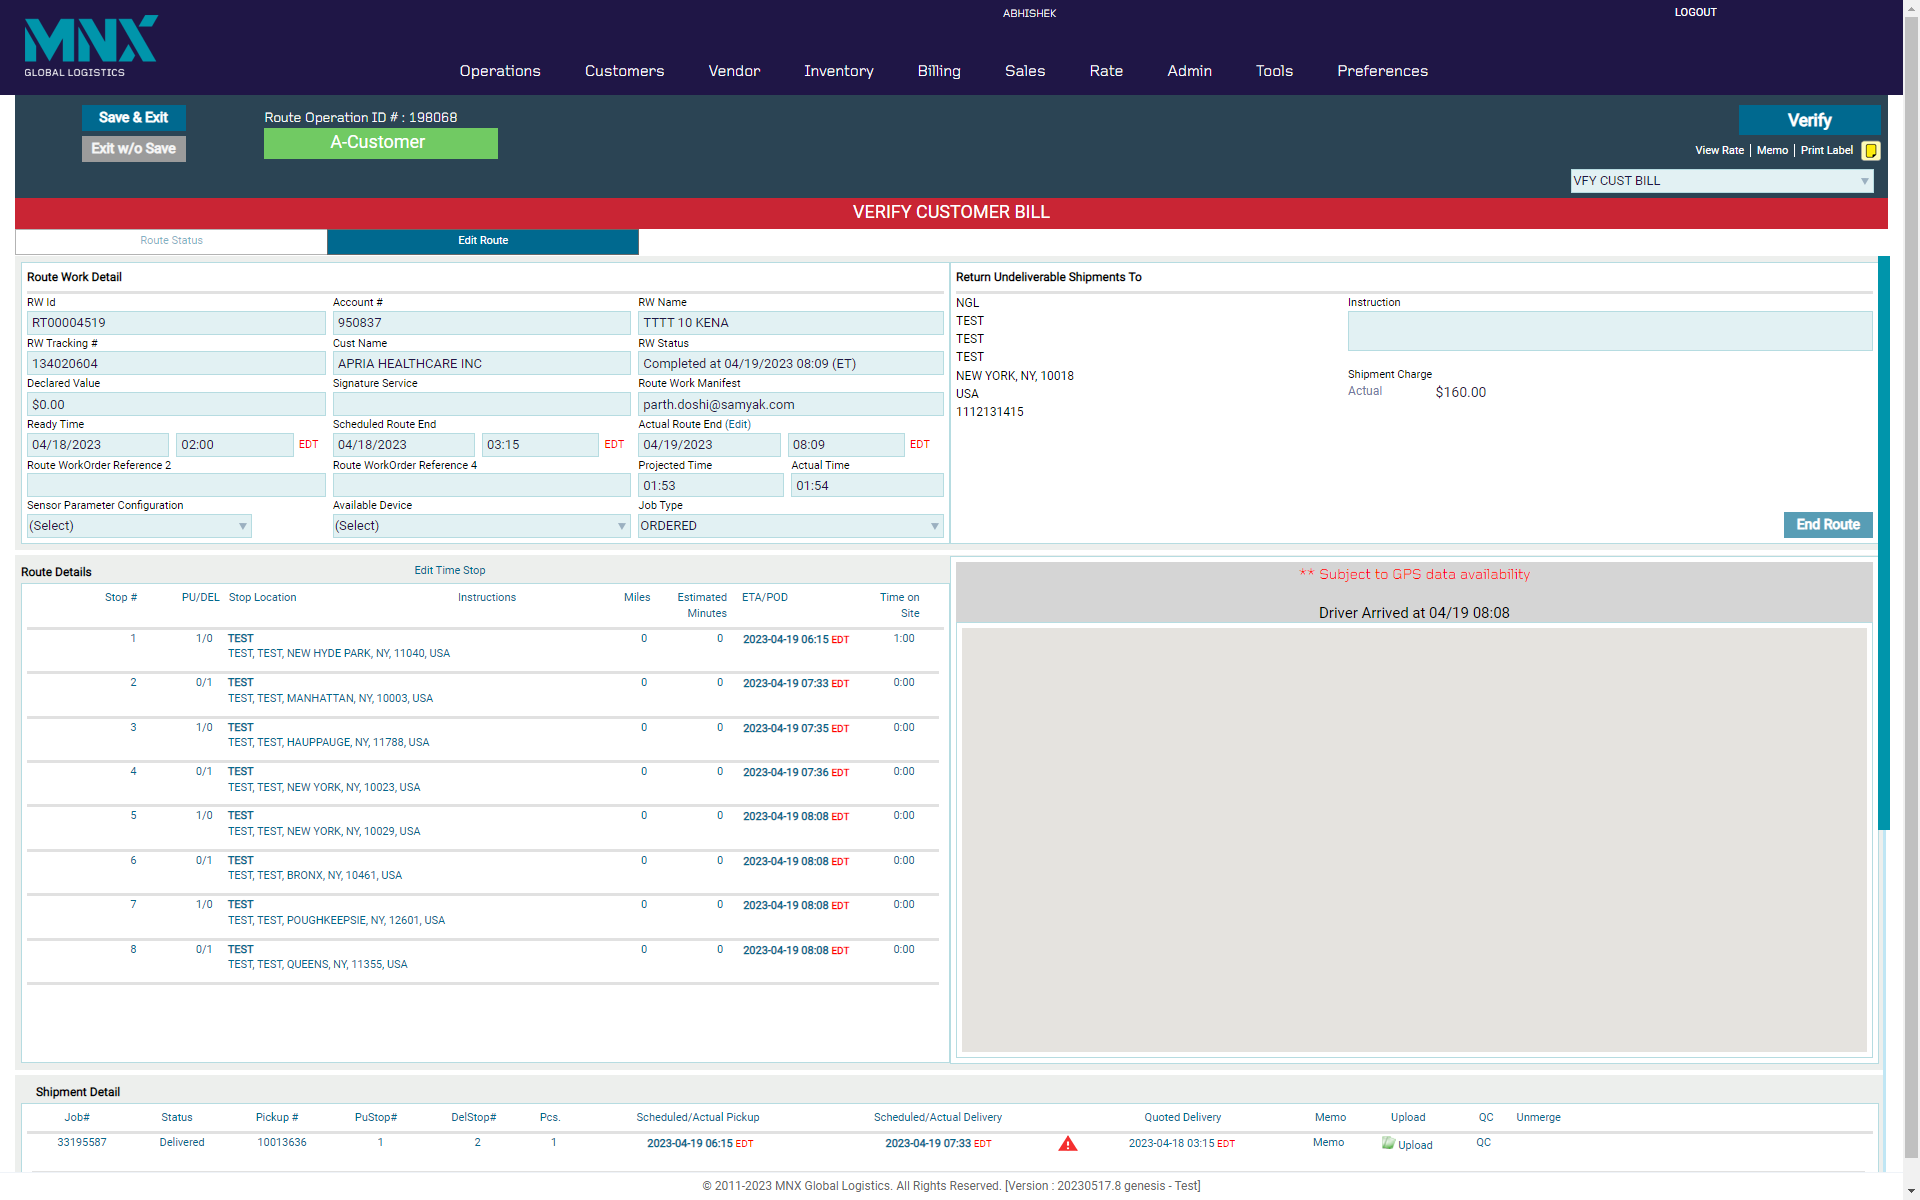 MNX
GLOBAL LOGISTICS
ABHISHEK
LOGOUT
Operations Customers Vendor Inventory Billing Sales Rate Admin Tools Preferences
Save & Exit
Exit w/o Save
Route Operation ID # : 198068
A-Customer
Verify
View Rate | Memo | Print Label
VFY CUST BILL
VERIFY CUSTOMER BILL
Route Status Edit Route
Route Work Detail
RW Id Account # RW Name
RT00004519 950837 TTTT 10 KENA
RW Tracking # Cust Name RW Status
134020604 APRIA HEALTHCARE INC Completed at 04/19/2023 08:09 (ET)
Declared Value Signature Service Route Work Manifest
$0.00 parth.doshi@samyak.com
Ready Time Scheduled Route End Actual Route End (Edit)
04/18/2023 02:00 EDT 04/18/2023 03:15 EDT 04/19/2023 08:09 EDT
Route WorkOrder Reference 2 Route WorkOrder Reference 4 Projected Time Actual Time
01:53 01:54
Sensor Parameter Configuration Available Device Job Type
(Select) (Select) ORDERED
Return Undeliverable Shipments To
NGL
TEST
TEST
TEST
NEW YORK, NY, 10018
USA
1112131415
Instruction
Shipment Charge
Actual $160.00
End Route
Route Details Edit Time Stop
Stop # PU/DEL Stop Location Instructions Miles Estimated Minutes ETA/POD Time on Site
1 1/0 TEST 0 0 2023-04-19 06:15 EDT 1:00
TEST, TEST, NEW HYDE PARK, NY, 11040, USA
2 0/1 TEST 0 0 2023-04-19 07:33 EDT 0:00
TEST, TEST, MANHATTAN, NY, 10003, USA
3 1/0 TEST 0 0 2023-04-19 07:35 EDT 0:00
TEST, TEST, HAUPPAUGE, NY, 11788, USA
4 0/1 TEST 0 0 2023-04-19 07:36 EDT 0:00
TEST, TEST, NEW YORK, NY, 10023, USA
5 1/0 TEST 0 0 2023-04-19 08:08 EDT 0:00
TEST, TEST, NEW YORK, NY, 10029, USA
6 0/1 TEST 0 0 2023-04-19 08:08 EDT 0:00
TEST, TEST, BRONX, NY, 10461, USA
7 1/0 TEST 0 0 2023-04-19 08:08 EDT 0:00
TEST, TEST, POUGHKEEPSIE, NY, 12601, USA
8 0/1 TEST 0 0 2023-04-19 08:08 EDT 0:00
TEST, TEST, QUEENS, NY, 11355, USA
** Subject to GPS data availability
Driver Arrived at 04/19 08:08
Shipment Detail
Job# Status Pickup # PuStop# DelStop# Pcs. Scheduled/Actual Pickup Scheduled/Actual Delivery Quoted Delivery Memo Upload QC Unmerge
33195587 Delivered 10013636 1 2 1 2023-04-19 06:15 EDT 2023-04-19 07:33 EDT 2023-04-18 03:15 EDT Memo Upload QC
© 2011-2023 MNX Global Logistics. All Rights Reserved. [Version : 20230517.8 genesis - Test]